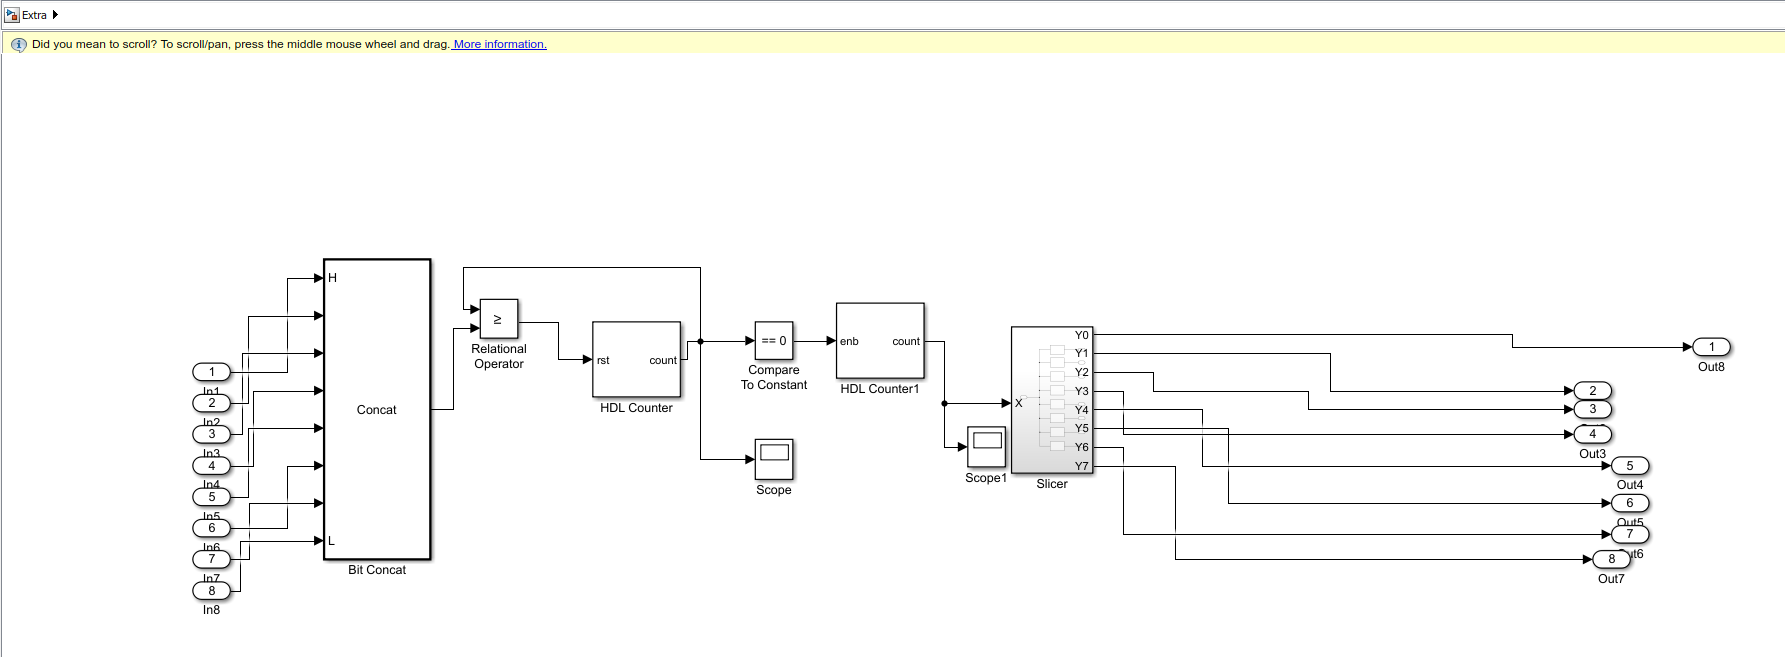 Extra
Did you mean to scroll? To scroll/pan, press the middle mouse wheel and drag. More information.
H
Concat
L
Bit Concat
1
In1
2
In2
3
In3
4
In4
5
In5
6
In6
7
In7
8
In8
≥
Relational
Operator
rst
count
HDL Counter
== 0
Compare
To Constant
Scope
enb
count
HDL Counter1
Scope1
X
Y0
Y1
Y2
Y3
Y4
Y5
Y6
Y7
Slicer
1
Out8
2
3
4
Out3
5
Out4
6
Out5
7
ut6
8
Out7